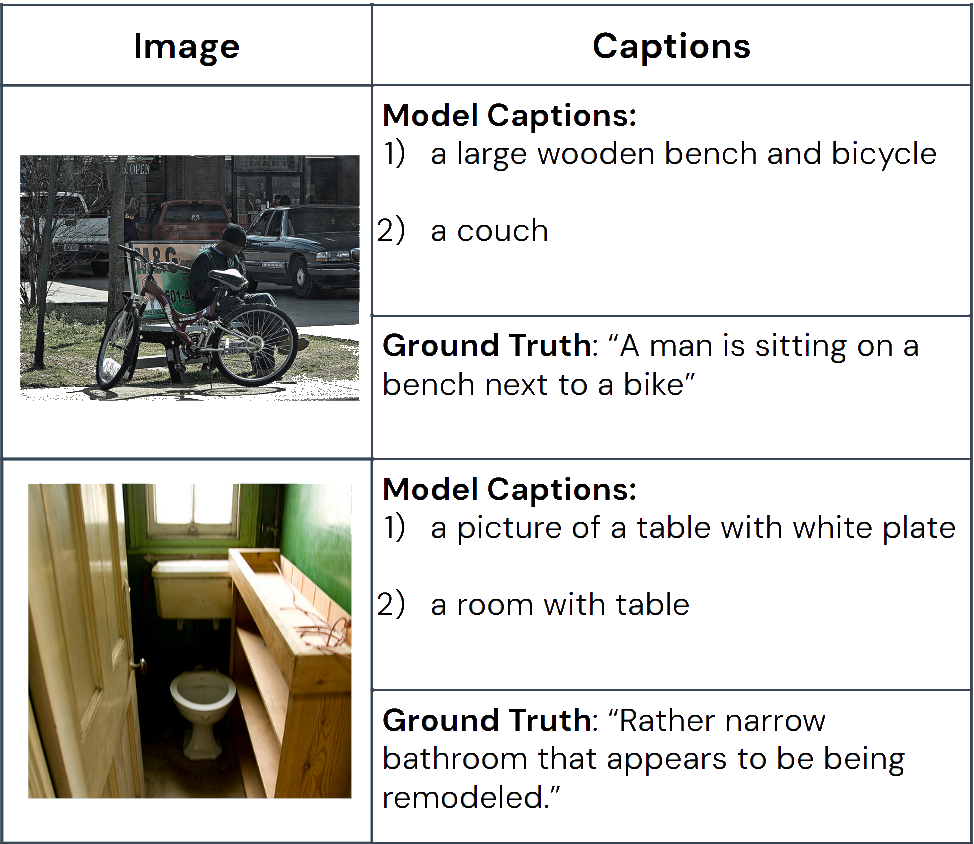 Image
Captions
Model Captions:
1) a large wooden bench and bicycle
2) a couch
OPEN
A&G
501-4
Ground Truth: “A man is sitting on a
bench next to a bike”
Model Captions:
1) a picture of a table with white plate
2) a room with table
Ground Truth: “Rather narrow
bathroom that appears to be being
remodeled.”